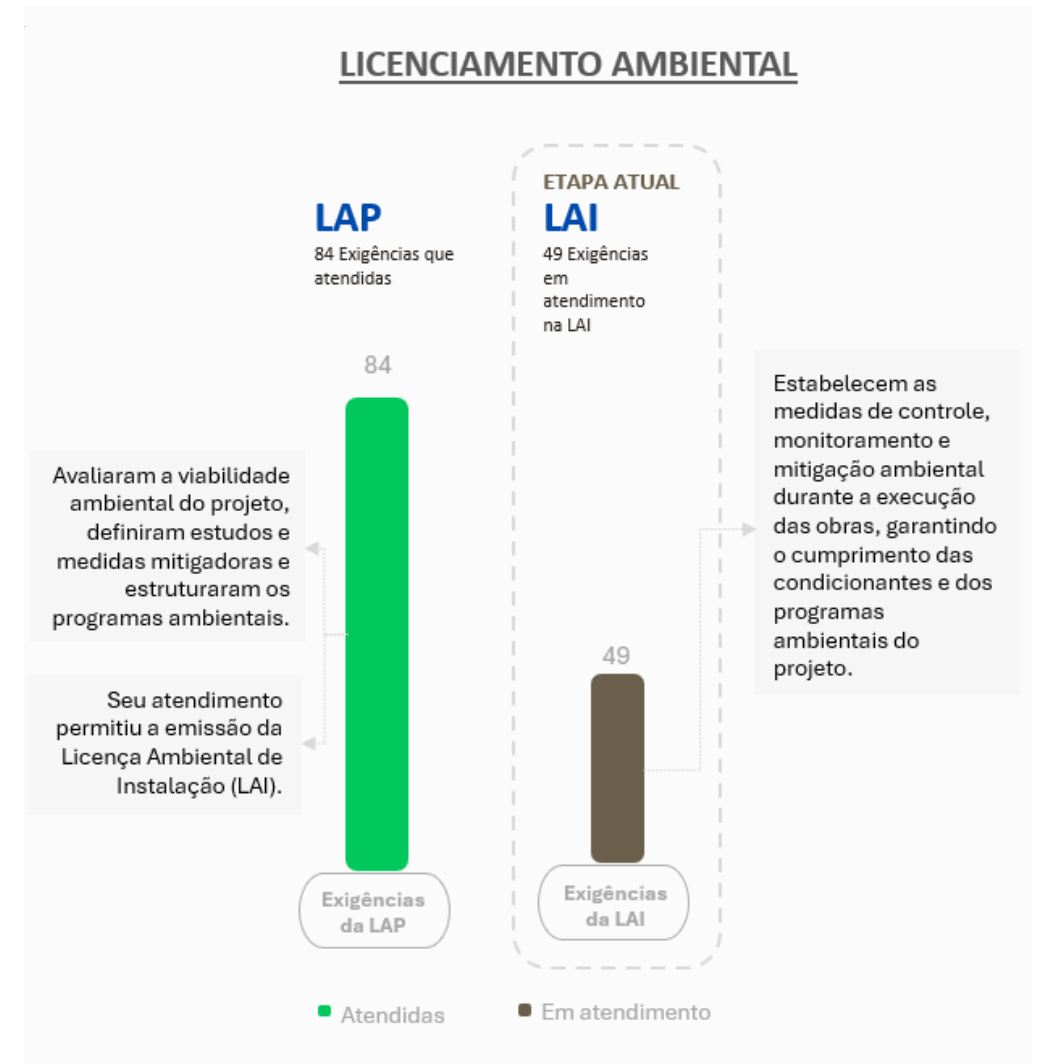 LICENCIAMENTO AMBIENTAL
LAP
84 Exigências que
atendidas
ETAPA ATUAL
LAI
49 Exigências
em
atendimento
na LAI
84
Avaliaram a viabilidade
ambiental do projeto,
definiram estudos e
medidas mitigadoras e
estruturaram os
programas ambientais.
Seu atendimento
permitiu a emissão da
Licença Ambiental de
Instalação (LAI).
49
Estabelecem as
medidas de controle,
monitoramento e
mitigação ambiental
durante a execução
das obras, garantindo
o cumprimento das
condicionantes e dos
programas
ambientais do
projeto.
Exigências
da LAP
Exigências
da LAI
Atendidas
Em atendimento